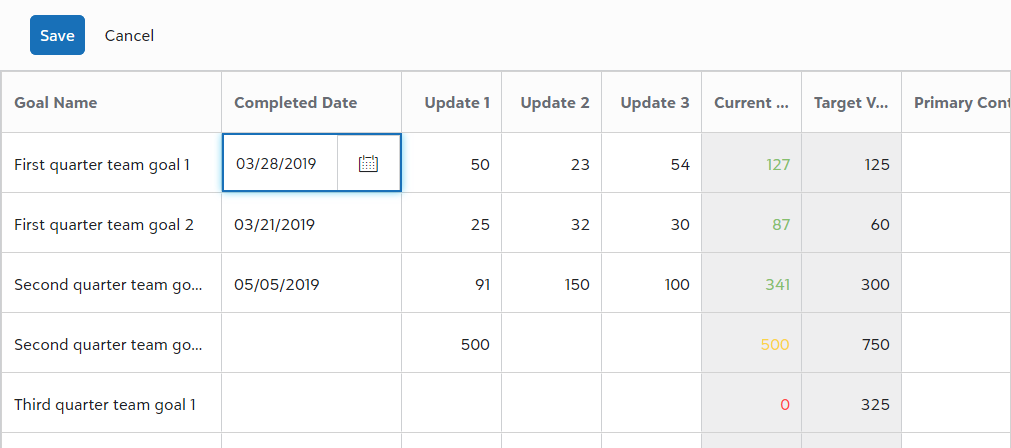 Save Cancel
Goal Name Completed Date Update 1 Update 2 Update 3 Current ... Target V... Primary Cont
First quarter team goal 1 03/28/2019 50 23 54 127 125
First quarter team goal 2 03/21/2019 25 32 30 87 60
Second quarter team go... 05/05/2019 91 150 100 341 300
Second quarter team go... 500 500 750
Third quarter team goal 1 0 325